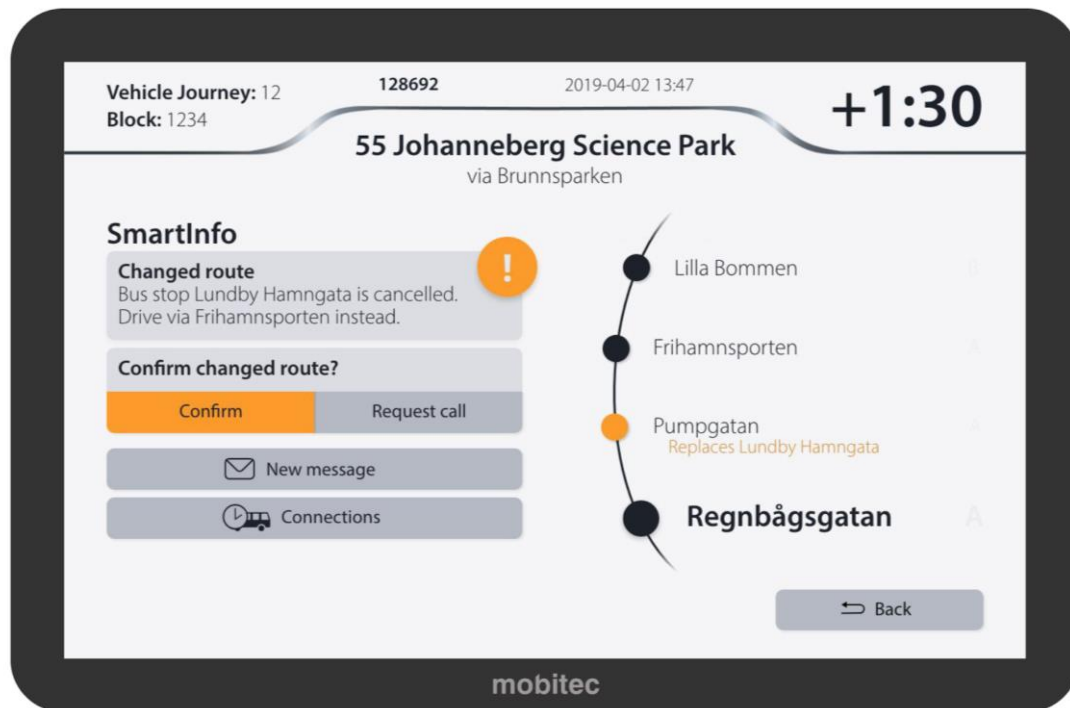 Vehicle Journey: 12
Block: 1234
128692
2019-04-02 13:47
+1:30
55 Johanneberg Science Park
via Brunnsparken
SmartInfo
Changed route
Bus stop Lundby Hamngata is cancelled.
Drive via Frihamnsporten instead.
!
Confirm changed route?
Confirm
Request call
New message
Connections
Lilla Bommen
Frihamnsporten
Pumpgatan
Replaces Lundby Hamngata
Regnbågsgatan
A
Back
mobitec